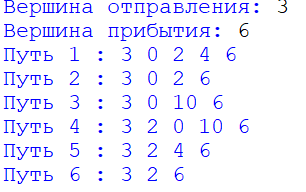 Вершина отправления: 3
Вершина прибытия: 6
Путь 1 : 3 0 2 4 6
Путь 2 : 3 0 2 6
Путь 3 : 3 0 10 6
Путь 4 : 3 2 0 10 6
Путь 5 : 3 2 4 6
Путь 6 : 3 2 6